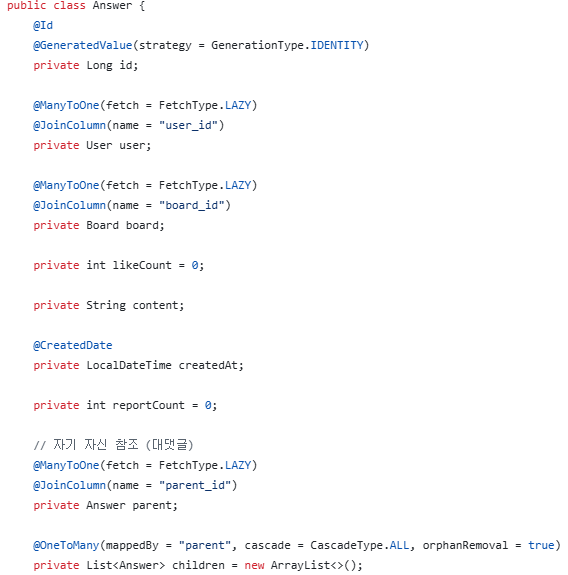 public class Answer {
@Id
@GeneratedValue(strategy = GenerationType.IDENTITY)
private Long id;
@ManyToOne(fetch = FetchType.LAZY)
@JoinColumn(name = "user_id")
private User user;
@ManyToOne(fetch = FetchType.LAZY)
@JoinColumn(name = "board_id")
private Board board;
private int likeCount = 0;
private String content;
@CreatedDate
private LocalDateTime createdAt;
private int reportCount = 0;
// 자기 자신 참조 (대댓글)
@ManyToOne(fetch = FetchType.LAZY)
@JoinColumn(name = "parent_id")
private Answer parent;
@OneToMany(mappedBy = "parent", cascade = CascadeType.ALL, orphanRemoval = true)
private List<Answer> children = new ArrayList<>();